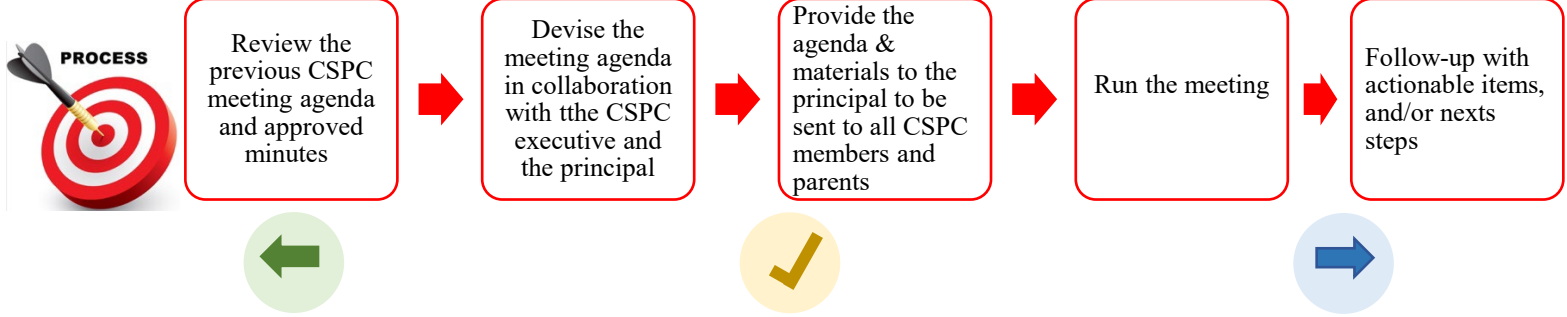 PROCESS
Review the
previous CSPC
meeting agenda
and approved
minutes
Devise the
meeting agenda
in collaboration
with tthe CSPC
executive and
the principal
Provide the
agenda &
materials to the
principal to be
sent to all CSPC
members and
parents
Run the meeting
Follow-up with
actionable items,
and/or nexts
steps